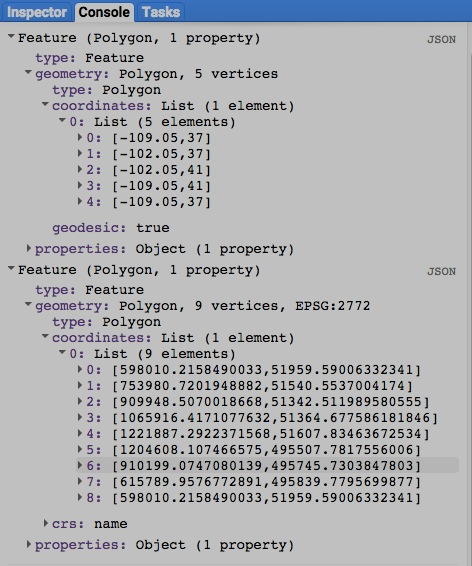 Inspector Console Tasks
Feature (Polygon, 1 property) JSON
type: Feature
geometry: Polygon, 5 vertices
type: Polygon
coordinates: List (1 element)
0: List (5 elements)
0: [-109.05,37]
1: [-102.05,37]
2: [-102.05,41]
3: [-109.05,41]
4: [-109.05,37]
geodesic: true
properties: Object (1 property)
Feature (Polygon, 1 property) JSON
type: Feature
geometry: Polygon, 9 vertices, EPSG:2772
type: Polygon
coordinates: List (1 element)
0: List (9 elements)
0: [598010.2158490033,51959.59006332341]
1: [753980.7201948882,51540.5537004174]
2: [909948.5070018668,51342.511989580555]
3: [1065916.4171077632,51364.677586181846]
4: [1221887.2922371568,51607.83463672534]
5: [1204608.107466575,495507.7817556006]
6: [910199.0747080139,495745.7303847803]
7: [615789.9576772891,495839.7795699877]
8: [598010.2158490033,51959.59006332341]
crs: name
properties: Object (1 property)